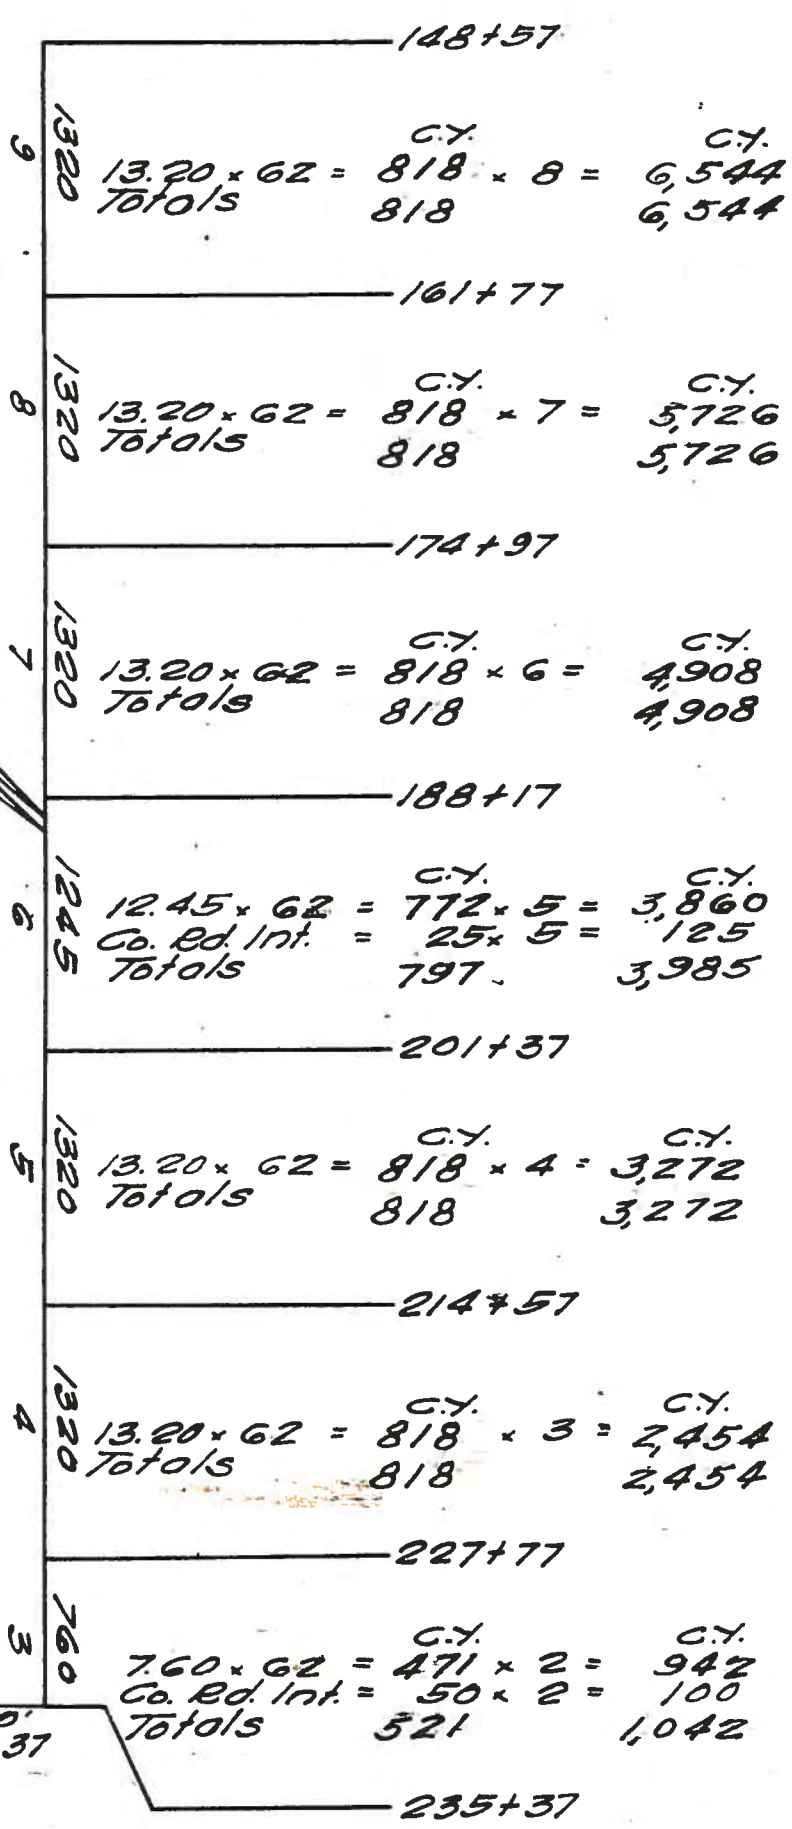 148+57
C.Y. C.Y.
9 1320 13.20 × 62 = 818 × 8 = 6,544
Totals 818 6,544
161+77
C.Y. C.Y.
8 1320 13.20 × 62 = 818 × 7 = 5,726
Totals 818 5,726
174+97
C.Y. C.Y.
7 1320 13.20 × 62 = 818 × 6 = 4,908
Totals 818 4,908
188+17
C.Y. C.Y.
6 1245 12.45 × 62 = 772 × 5 = 3,860
Co. Rd. Int. = 25 × 5 = 125
Totals 797 3,985
201+37
C.Y. C.Y.
5 1320 13.20 × 62 = 818 × 4 = 3,272
Totals 818 3,272
214+57
C.Y. C.Y.
4 1320 13.20 × 62 = 818 × 3 = 2,454
Totals 818 2,454
227+77
C.Y. C.Y.
3 760 7.60 × 62 = 471 × 2 = 942
Co. Rd. Int. = 50 × 2 = 100
Totals 521 1,042
37
235+37